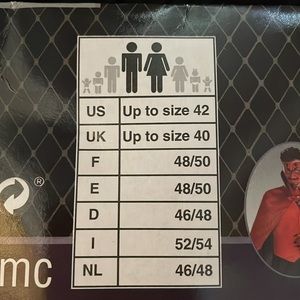 US Up to size 42
UK Up to size 40
F 48/50
E 48/50
D 46/48
I 52/54
NL 46/48
®
mc